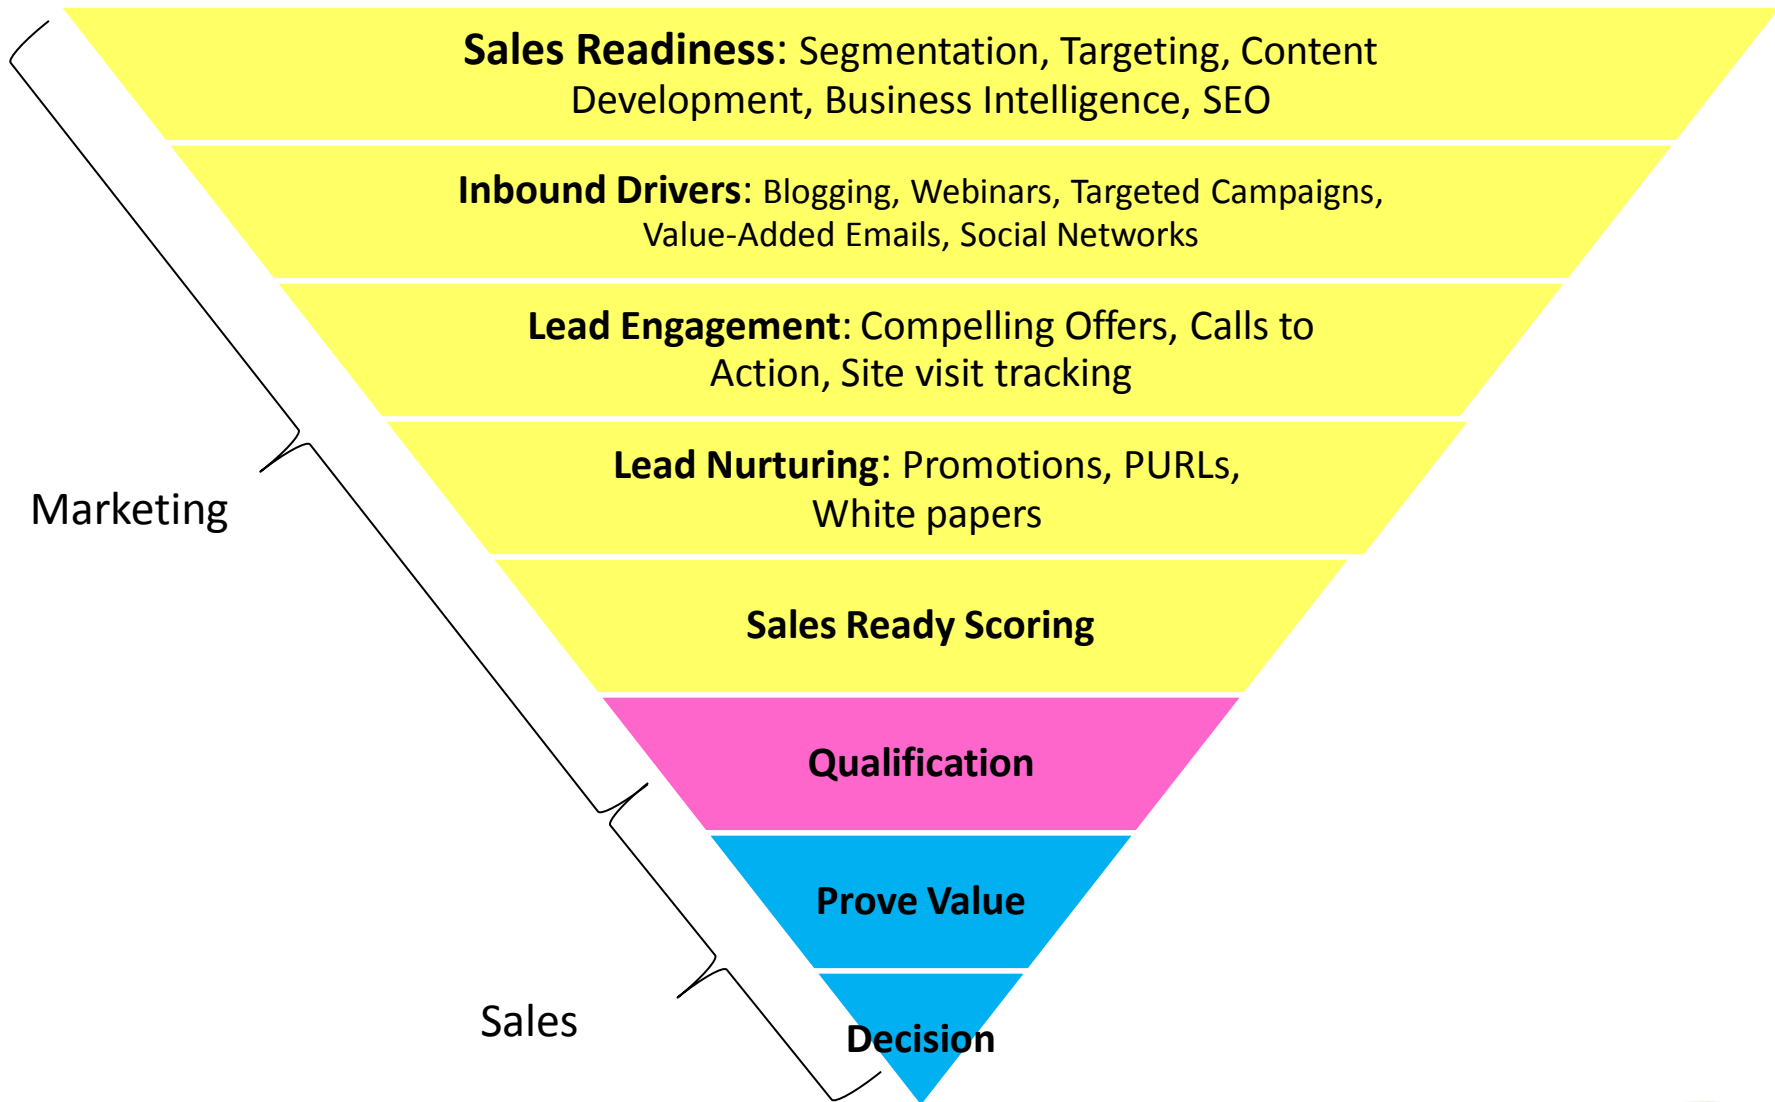 Sales Readiness: Segmentation, Targeting, Content
Development, Business Intelligence, SEO
Inbound Drivers: Blogging, Webinars, Targeted Campaigns,
Value-Added Emails, Social Networks
Lead Engagement: Compelling Offers, Calls to
Action, Site visit tracking
Lead Nurturing: Promotions, PURLs,
White papers
Marketing
Sales Ready Scoring
Qualification
Prove Value
Sales
Decision